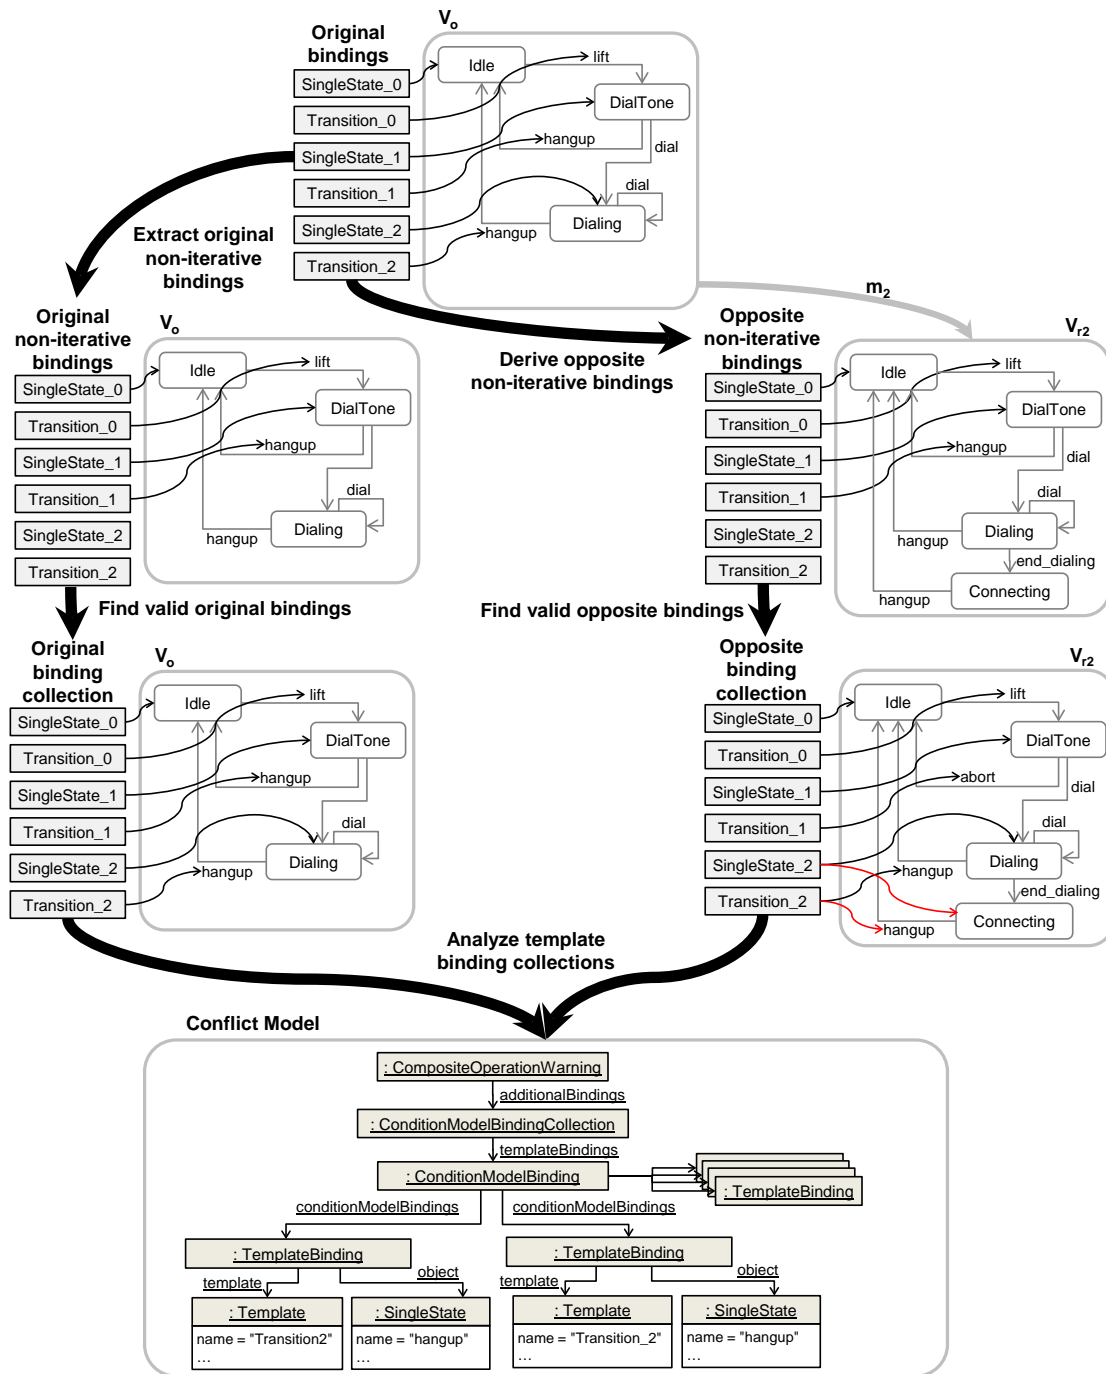 Original
bindings
V₀
SingleState_0
Transition_0
SingleState_1
Transition_1
SingleState_2
Transition_2
Idle
lift
DialTone
hangup
dial
dial
Dialing
hangup
Extract original
non-iterative
bindings
m₂
Derive opposite
non-iterative bindings
Original
non-iterative
bindings
Vₒ
SingleState_0
Transition_0
SingleState_1
Transition_1
SingleState_2
Transition_2
Idle
lift
DialTone
hangup
dial
Dialing
hangup
Opposite
non-iterative
bindings
Vr2
SingleState_0
Transition_0
SingleState_1
Transition_1
SingleState_2
Transition_2
Idle
lift
DialTone
hangup
dial
dial
Dialing
hangup
end_dialing
Connecting
hangup
Find valid original bindings
Find valid opposite bindings
Original
binding
collection
Vₒ
SingleState_0
Transition_0
SingleState_1
Transition_1
SingleState_2
Transition_2
Idle
lift
DialTone
hangup
dial
Dialing
hangup
Opposite
binding
collection
Vr2
SingleState_0
Transition_0
SingleState_1
Transition_1
SingleState_2
Transition_2
Idle
lift
DialTone
abort
dial
dial
Dialing
hangup
end_dialing
Connecting
hangup
Analyze template
binding collections
Conflict Model
: CompositeOperationWarning
additionalBindings
: ConditionModelBindingCollection
templateBindings
: ConditionModelBinding
: TemplateBinding
conditionModelBindings
conditionModelBindings
: TemplateBinding
: TemplateBinding
template
object
template
object
: Template
name = "Transition2"
...
: SingleState
name = "hangup"
...
: Template
name = "Transition_2"
...
: SingleState
name = "hangup"
...